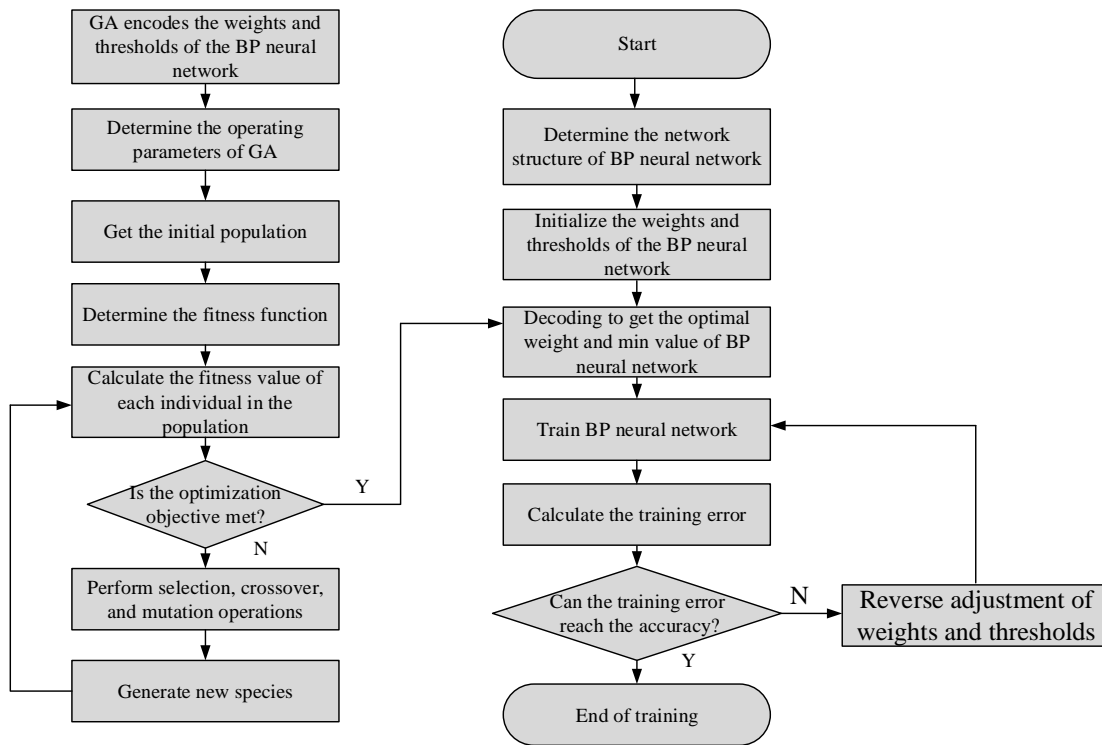 GA encodes the weights and
thresholds of the BP neural
network
Determine the operating
parameters of GA
Get the initial population
Determine the fitness function
Calculate the fitness value of
each individual in the
population
Is the optimization
objective met?
Y
N
Perform selection, crossover,
and mutation operations
Generate new species
Start
Determine the network
structure of BP neural network
Initialize the weights and
thresholds of the BP neural
network
Decoding to get the optimal
weight and min value of BP
neural network
Train BP neural network
Calculate the training error
Can the training error
reach the accuracy?
N
Y
Reverse adjustment of
weights and thresholds
End of training